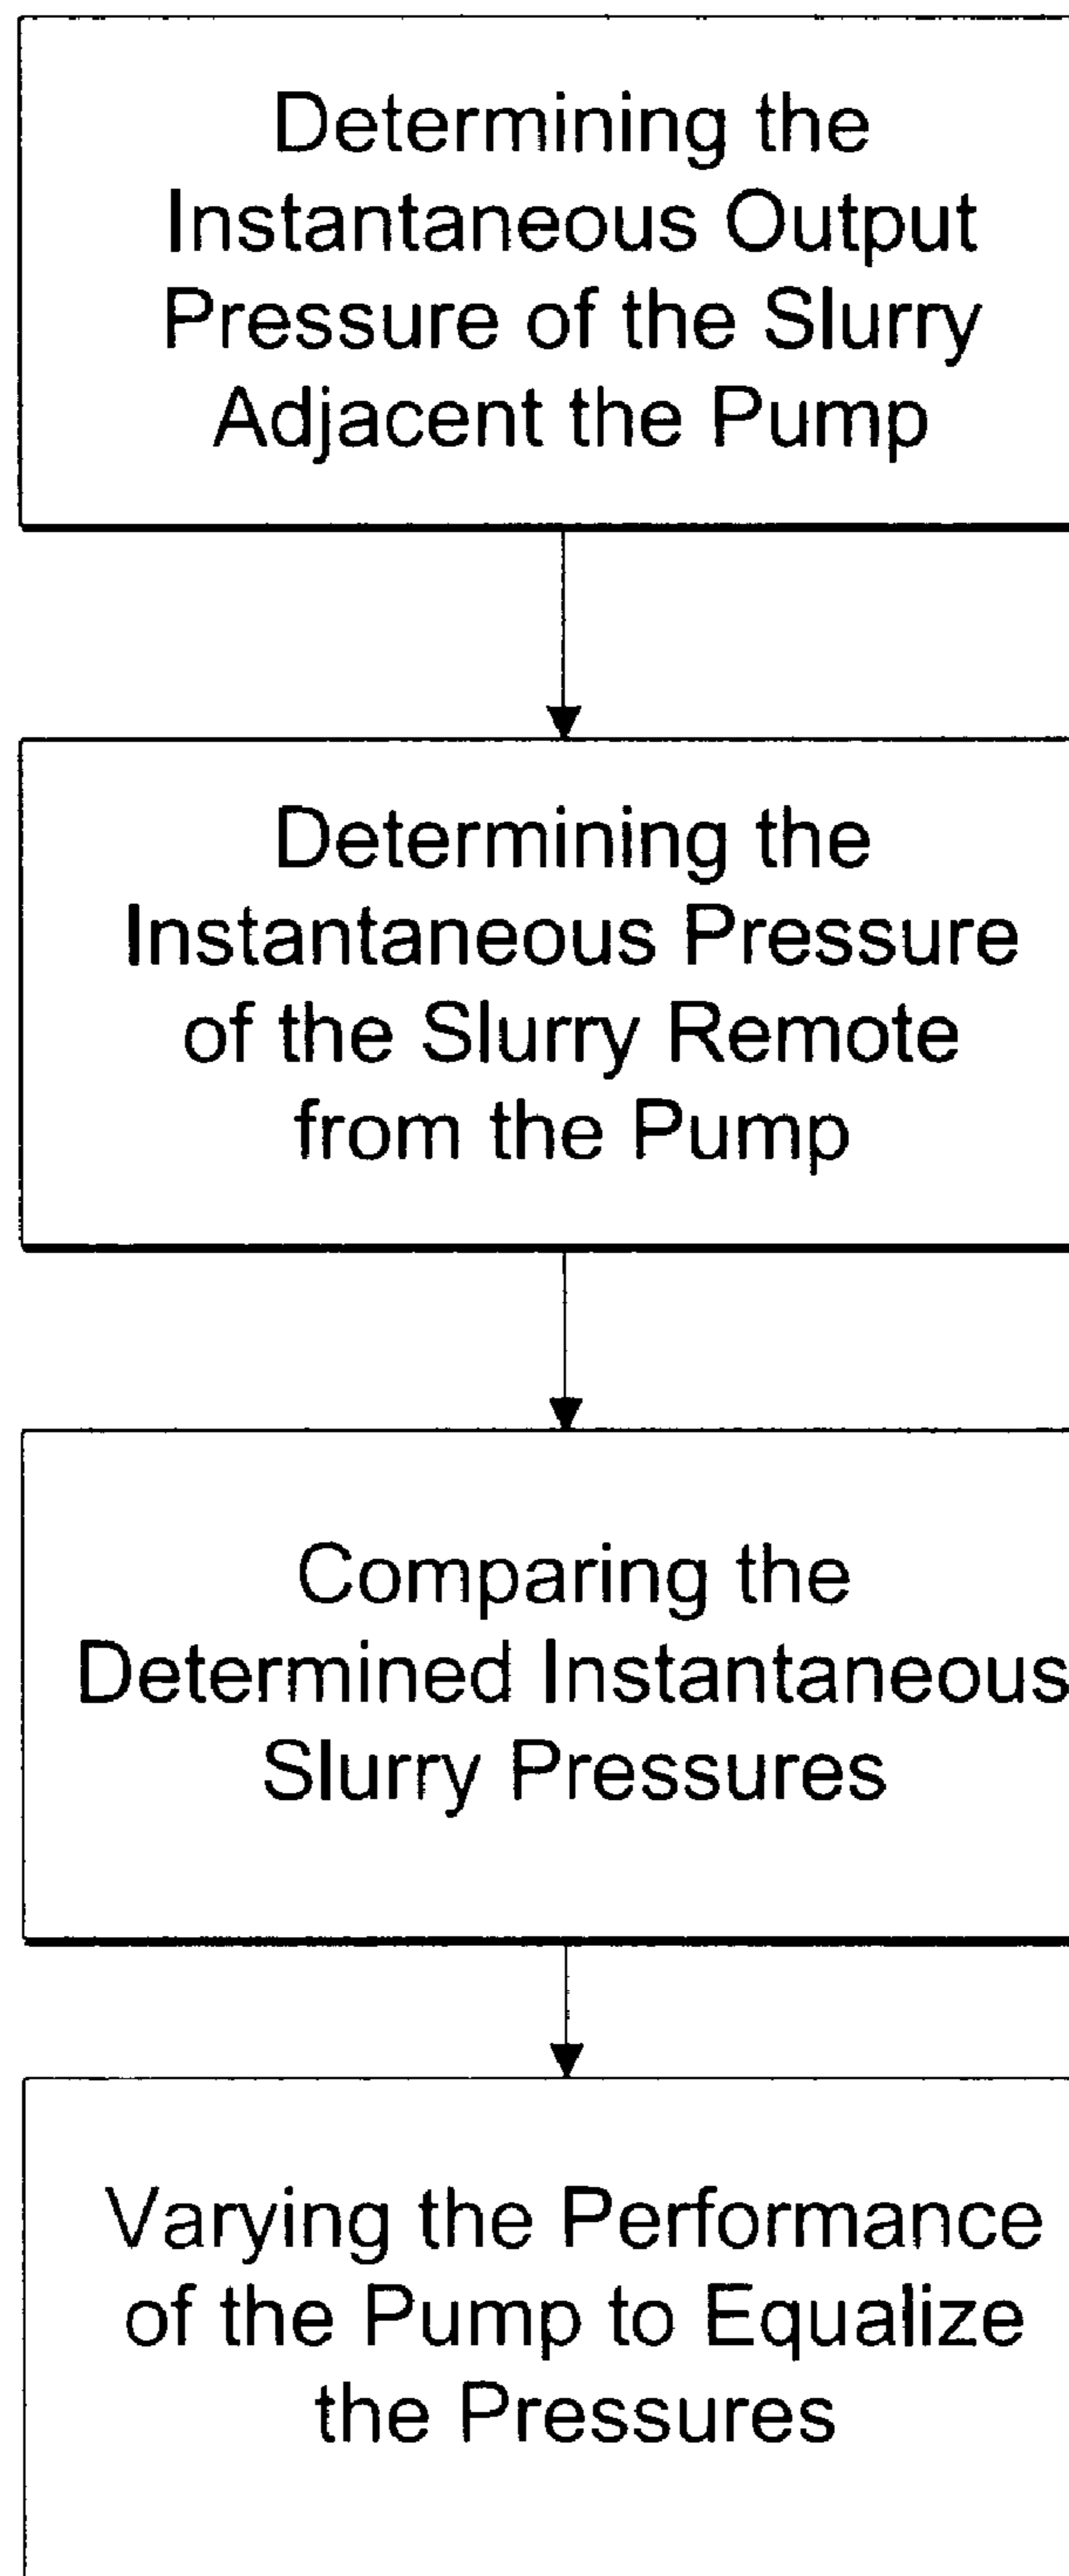 Determining the
Instantaneous Output
Pressure of the Slurry
Adjacent the Pump
Determining the
Instantaneous Pressure
of the Slurry Remote
from the Pump
Comparing the
Determined Instantaneous
Slurry Pressures
Varying the Performance
of the Pump to Equalize
the Pressures